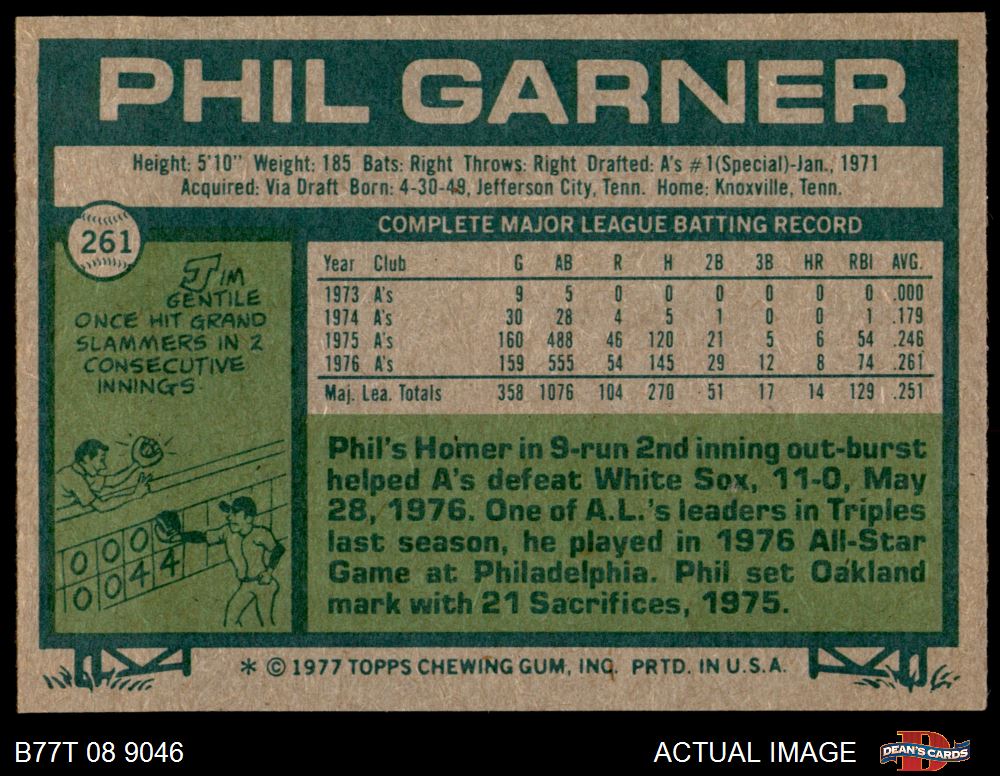 PHIL GARNER
Height: 5'10" Weight: 185 Bats: Right Throws: Right Drafted: A's #1(Special)-Jan., 1971
Acquired: Via Draft Born: 4-30-49, Jefferson City, Tenn. Home: Knoxville, Tenn.
261
JIM
GENTILE
ONCE HIT GRAND
SLAMMERS IN 2
CONSECUTIVE
INNINGS.
0 0 0
0 0 4 4
COMPLETE MAJOR LEAGUE BATTING RECORD
Year Club G AB R H 2B 3B HR RBI AVG.
1973 A's 9 5 0 0 0 0 0 0 .000
1974 A's 30 28 4 5 1 0 0 1 .179
1975 A's 160 488 46 120 21 5 6 54 .246
1976 A's 159 555 54 145 29 12 8 74 .261
Maj. Lea. Totals 358 1076 104 270 51 17 14 129 .251
Phil's Homer in 9-run 2nd inning out-burst
helped A's defeat White Sox, 11-0, May
28, 1976. One of A.L.'s leaders in Triples
last season, he played in 1976 All-Star
Game at Philadelphia. Phil set Oakland
mark with 21 Sacrifices, 1975.
* © 1977 TOPPS CHEWING GUM, INC. PRTD. IN U.S.A.
B77T 08 9046
ACTUAL IMAGE
D
DEAN'S CARDS